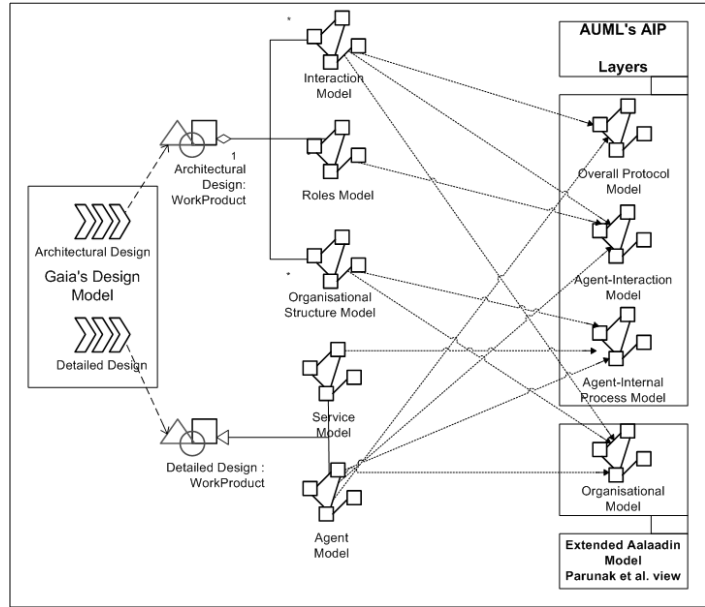 *
Interaction
Model
AUML's AIP
Layers
1
Architectural
Design:
WorkProduct
Roles Model
Overall Protocol
Model
Architectural Design
Gaia's Design
Model
Detailed Design
*
Organisational
Structure Model
Agent-Interaction
Model
Service
Model
Agent-Internal
Process Model
Detailed Design :
WorkProduct
Agent
Model
Organisational
Model
Extended Aalaadin
Model
Parunak et al. view